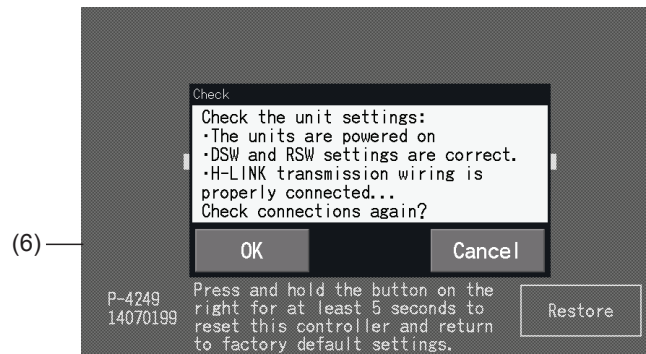 Check
Check the unit settings:
·The units are powered on
·DSW and RSW settings are correct.
·H-LINK transmission wiring is
properly connected...
Check connections again?
(6)
OK
Cancel
P-4249
14070199
Press and hold the button on the
right for at least 5 seconds to
reset this controller and return
to factory default settings.
Restore